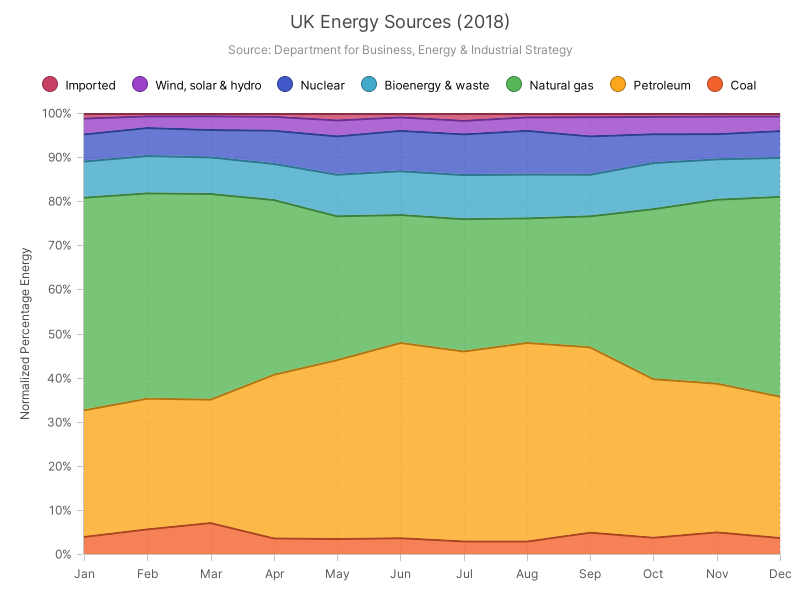 UK Energy Sources (2018)
Source: Department for Business, Energy & Industrial Strategy
Imported Wind, solar & hydro Nuclear Bioenergy & waste Natural gas Petroleum Coal
Normalized Percentage Energy
100%
90%
80%
70%
60%
50%
40%
30%
20%
10%
0%
Jan Feb Mar Apr May Jun Jul Aug Sep Oct Nov Dec